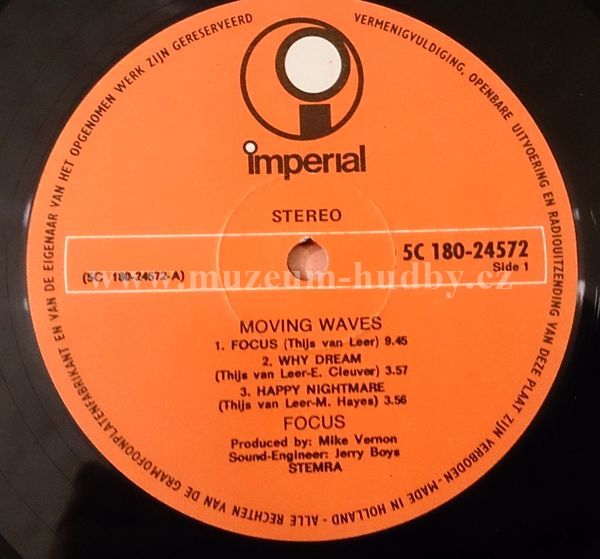 imperial
STEREO
5C 180-24572
Side 1
(5C 180-24572-A)
www.muzeum-hudby.cz
MOVING WAVES
1. FOCUS (Thijs van Leer) 9.45
2. WHY DREAM
(Thijs van Leer-E. Cleuver) 3.57
3. HAPPY NIGHTMARE
(Thijs van Leer-M. Hayes) 3.56
FOCUS
Produced by: Mike Vernon
Sound-Engineer: Jerry Boys
STEMRA
ALLE RECHTEN VAN DE GRAMOFOONPLATENFABRIKANT EN VAN DE EIGENAAR VAN HET OPGENOMEN WERK ZIJN GERESERVEERD
VERMENIGVULDIGING, OPENBARE UITVOERING EN RADIOUITZENDING VAN DEZE PLAAT ZIJN VERBODEN - MADE IN HOLLAND -